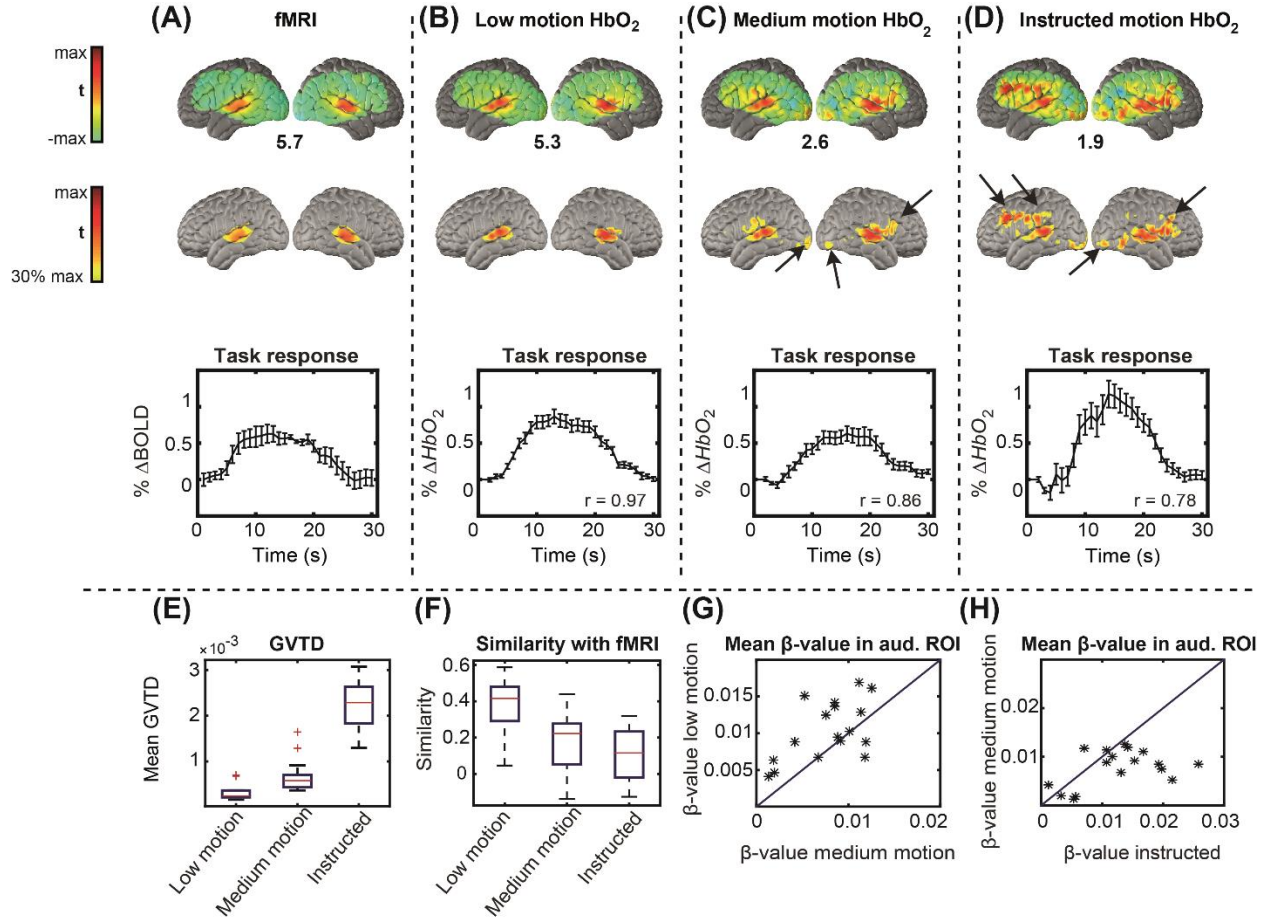 (A) fMRI
(B) Low motion HbO2
(C) Medium motion HbO2
(D) Instructed motion HbO2
max
t
-max
5.7
5.3
2.6
1.9
max
t
30% max
Task response
% ΔBOLD
1
0.5
0
0 10 20 30
Time (s)
Task response
% ΔHbO2
1
0.5
0
r = 0.97
0 10 20 30
Time (s)
Task response
% ΔHbO2
1
0.5
0
r = 0.86
0 10 20 30
Time (s)
Task response
% ΔHbO2
1
0.5
0
r = 0.78
0 10 20 30
Time (s)
(E)
×10-3
GVTD
Mean GVTD
3
2
1
Low motion
Medium motion
Instructed
(F)
Similarity with fMRI
Similarity
0.6
0.4
0.2
0
Low motion
Medium motion
Instructed
(G)
Mean β-value in aud. ROI
β-value low motion
0.015
0.010
0.005
0 0.01 0.02
β-value medium motion
(H)
Mean β-value in aud. ROI
β-value medium motion
0.02
0.01
0
0 0.01 0.02 0.03
β-value instructed